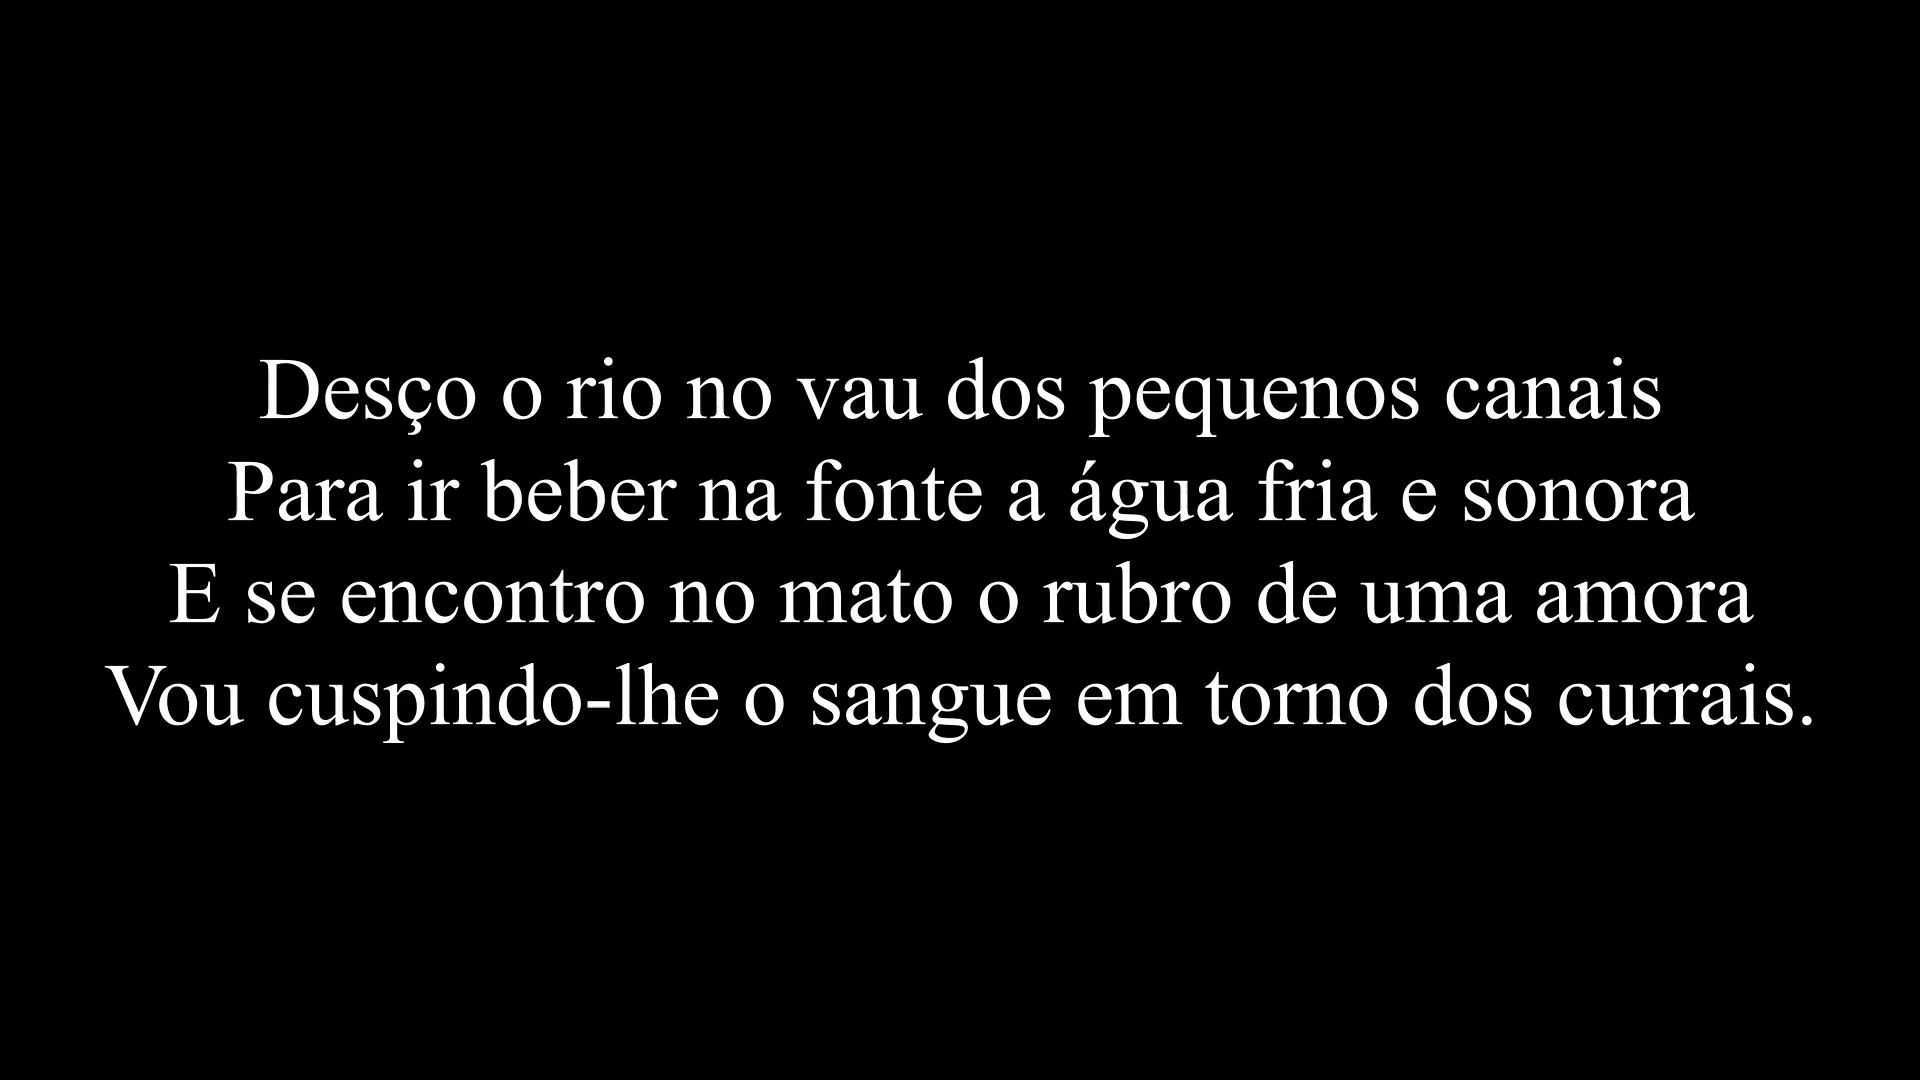 Desço o rio no vau dos pequenos canais
Para ir beber na fonte a água fria e sonora
E se encontro no mato o rubro de uma amora
Vou cuspindo-lhe o sangue em torno dos currais.